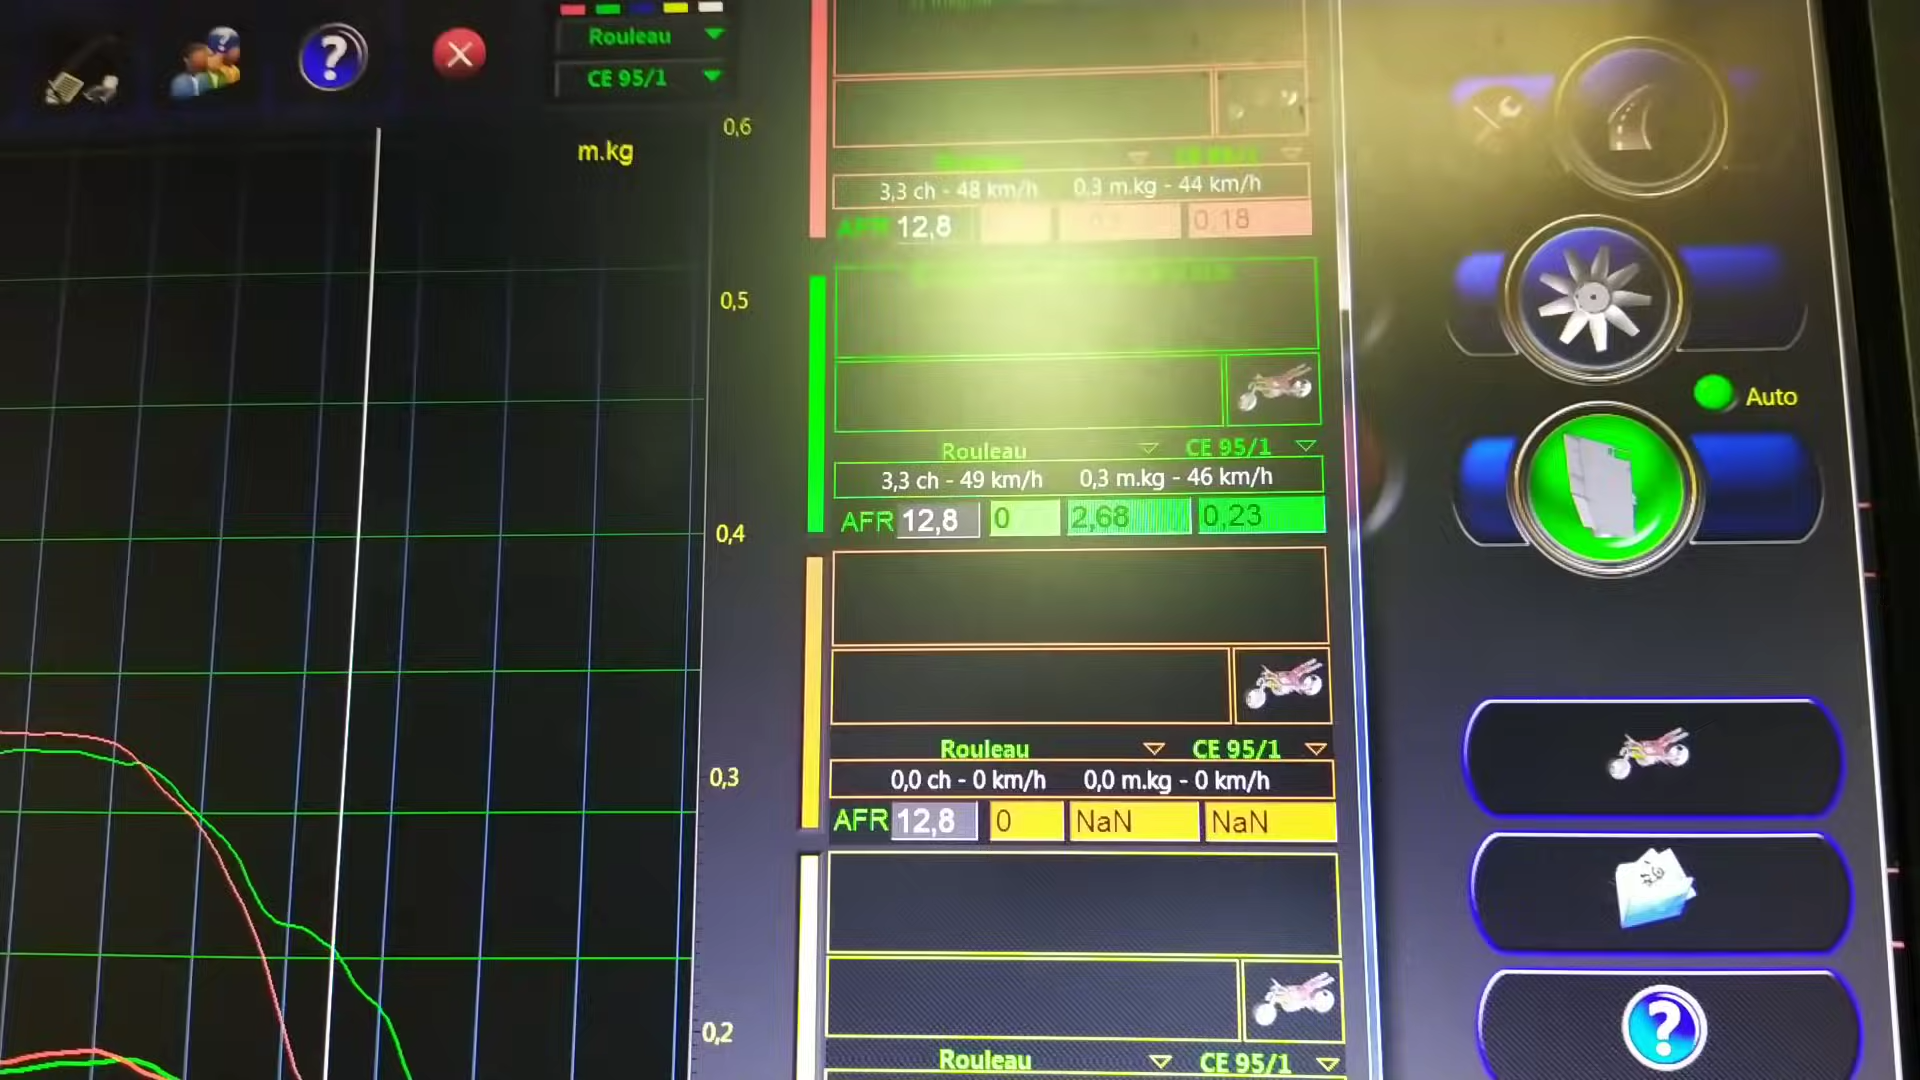 Rouleau
CE 95/1
m.kg
0,6
0,5
0,4
0,3
0,2
CE 95/1
3,3 ch - 48 km/h 0,3 m.kg - 44 km/h
AFR 12,8 0,18
Rouleau CE 95/1
3,3 ch - 49 km/h 0,3 m.kg - 46 km/h
AFR 12,8 0 2,68 0,23
Rouleau CE 95/1
0,0 ch - 0 km/h 0,0 m.kg - 0 km/h
AFR 12,8 0 NaN NaN
Rouleau CE 95/1
Auto
?
?